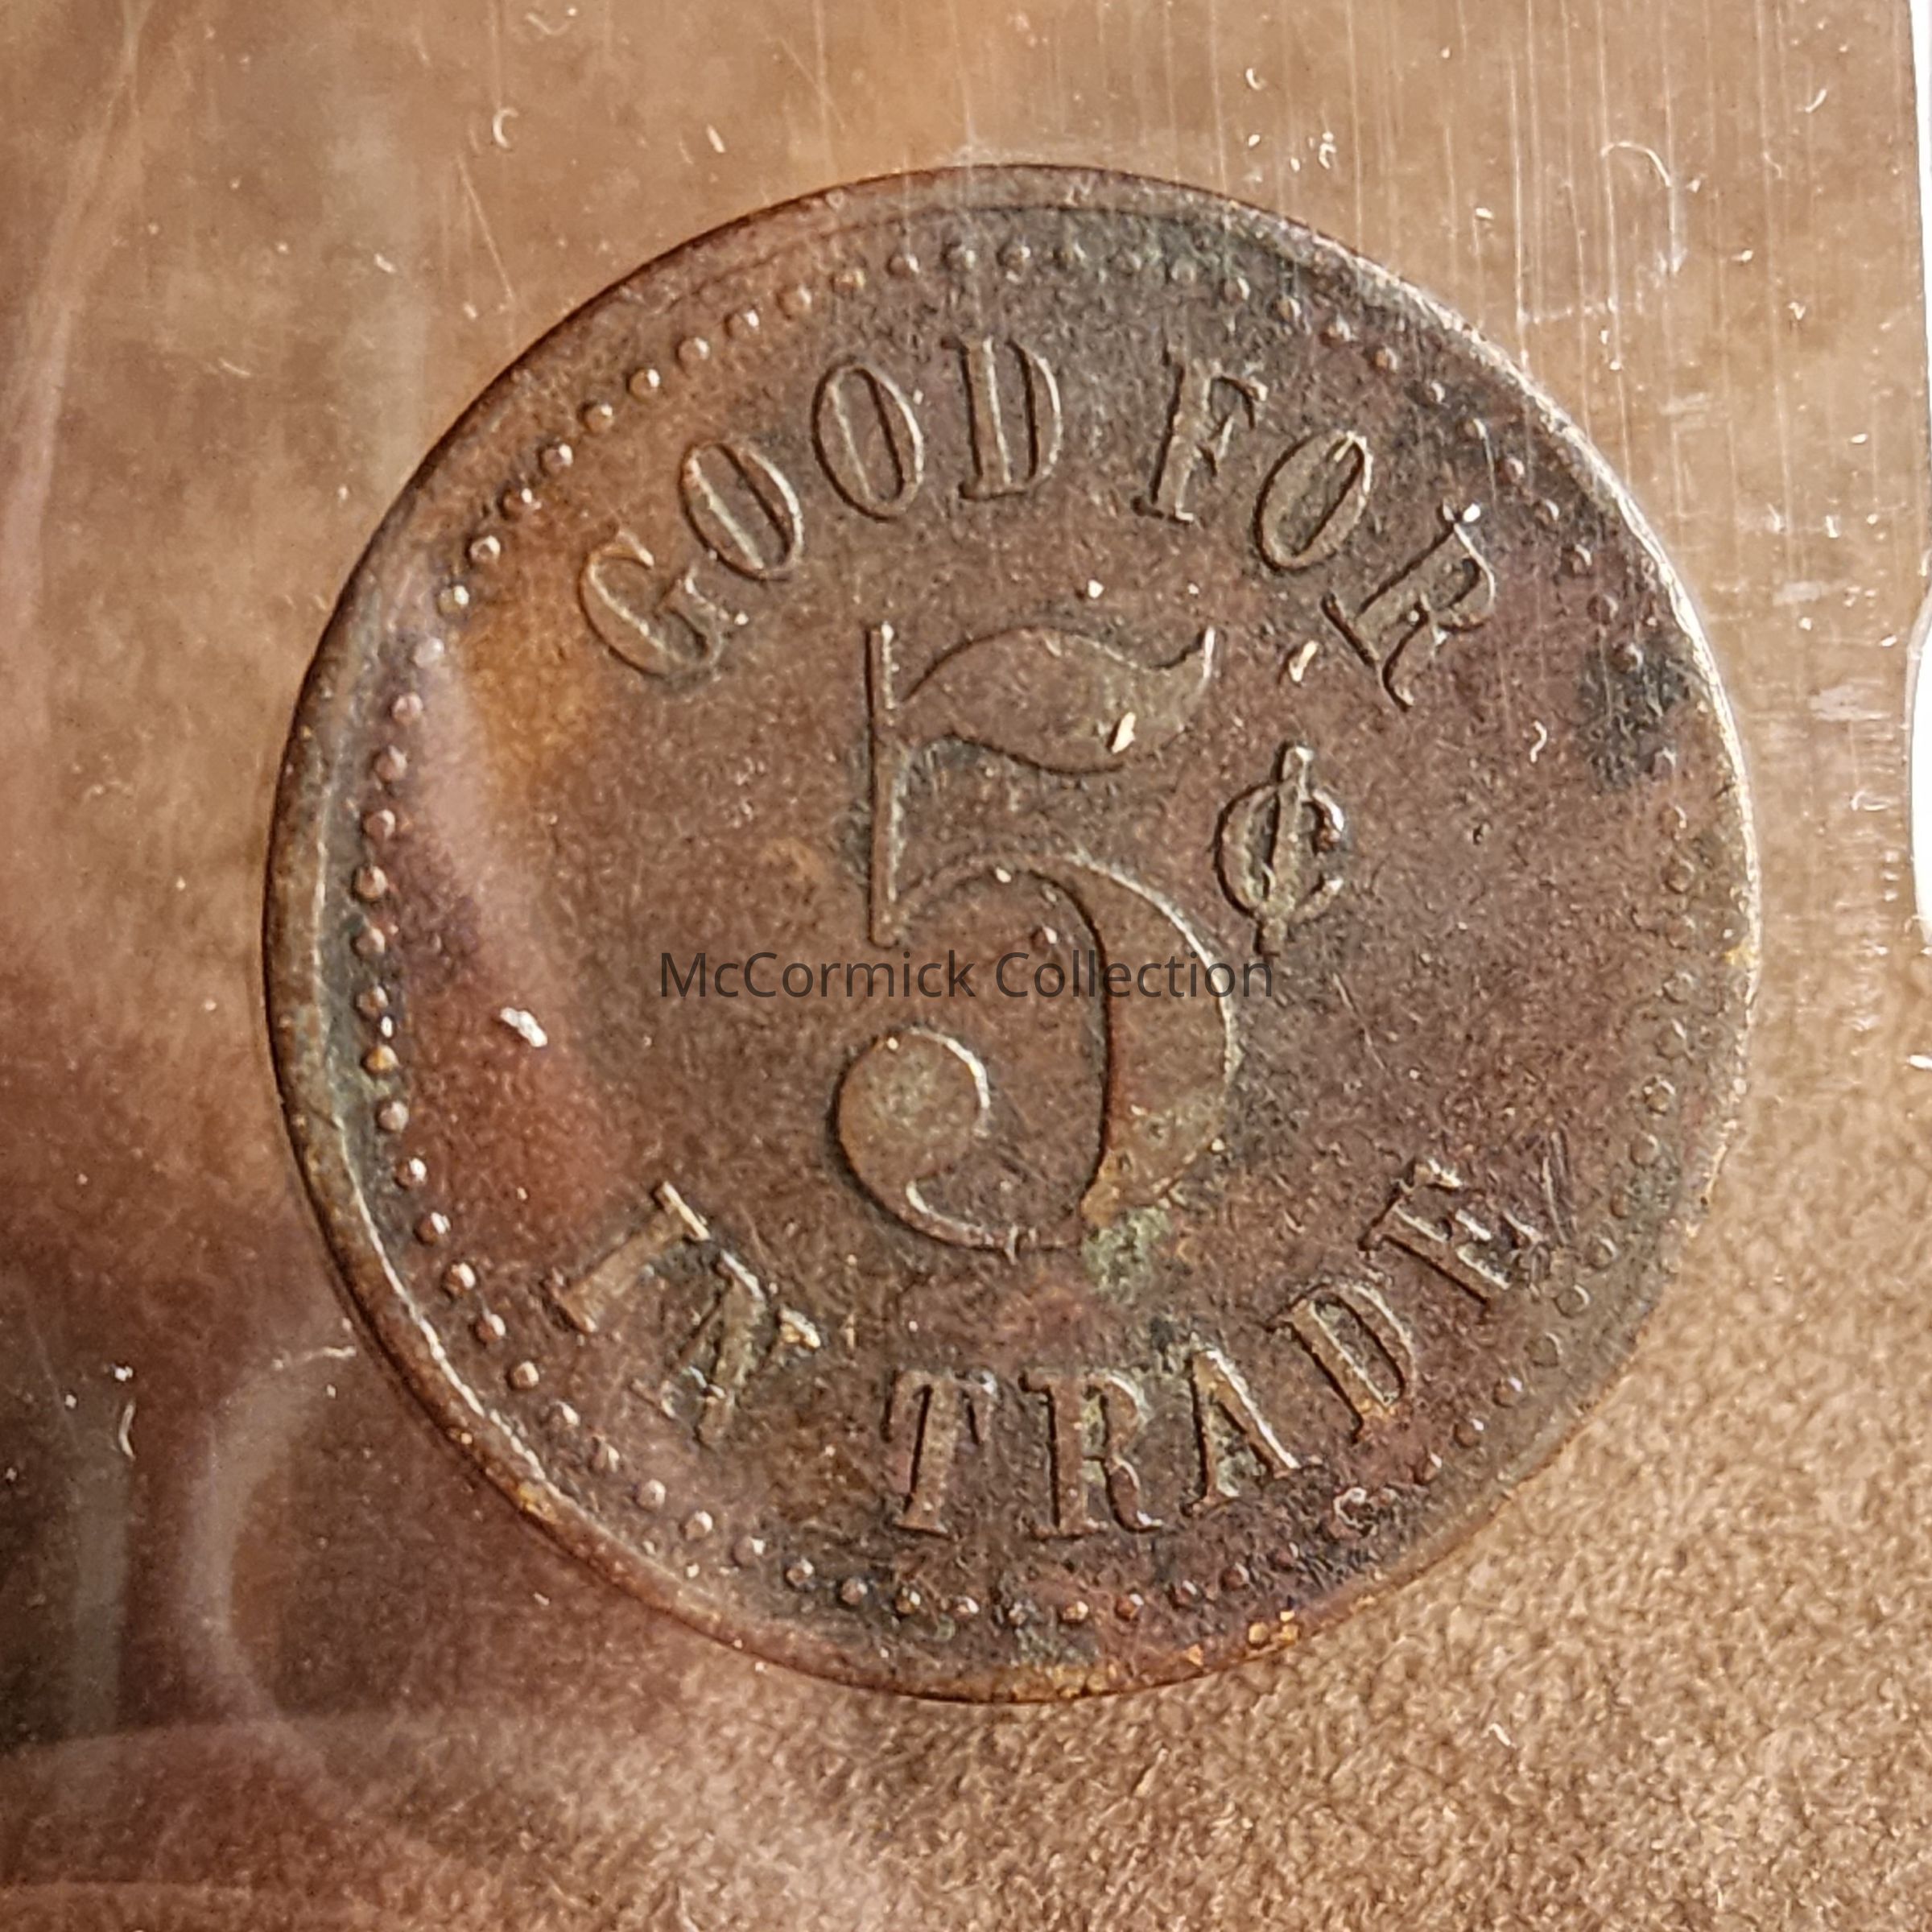 GOOD FOR
5 ¢
McCormick Collection
IN TRADE